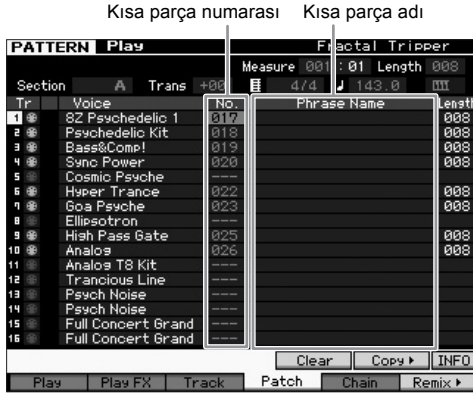 Kısa parça numarası Kısa parça adı
PATTERN Play Fractal Tripper
Measure 001 : 01 Length 008
Section A Trans +00 4/4 143.0
Tr Voice No. Phrase Name Lengt
1 8Z Psychedelic 1 017 008
2 Psychedelic Kit 018 008
3 Bass&Comp! 019 008
4 Sync Power 020 008
5 Cosmic Psyche ---
6 Hyper Trance 022 008
7 Goa Psyche 023 008
8 Ellipsotron ---
9 High Pass Gate 025 008
10 Analog 026 008
11 Analog T8 Kit ---
12 Trancious Line ---
13 Psych Noise ---
14 Psych Noise ---
15 Full Concert Grand ---
16 Full Concert Grand ---
Clear Copy INFO
Play Play FX Track Patch Chain Remix